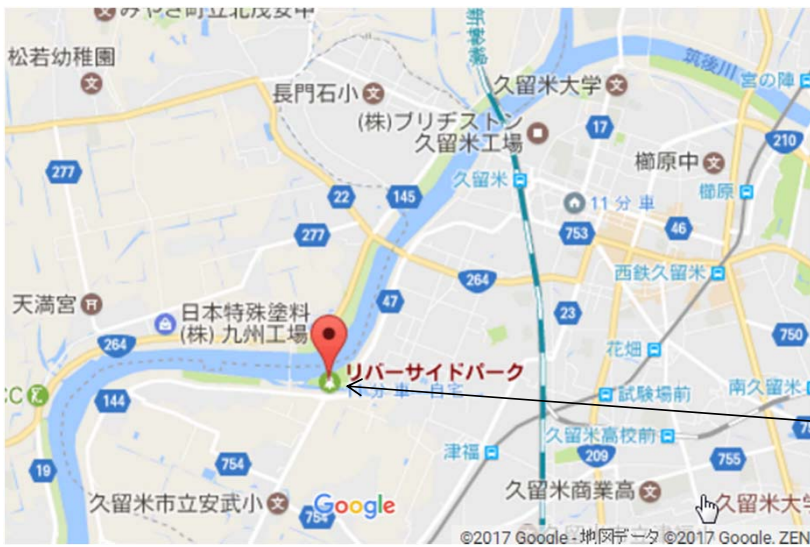 みやき町立北茂安中
松若幼稚園
長門石小
久留米大学
筑後川
宮の陣
(株)ブリヂストン
久留米工場
17
210
櫛原中
277
久留米
櫛原
22
145
11 分 車
277
753
46
西鉄久留米
264
47
天満宮
日本特殊塗料
(株) 九州工場
23
750
264
花畑
リバーサイドパーク
CC
144
試験場前
南久留米
久留米高校前
津福
209
19
754
755
久留米市立安武小
754
Google
久留米商業高
久留米大学
©2017 Google - 地図データ ©2017 Google, ZEN